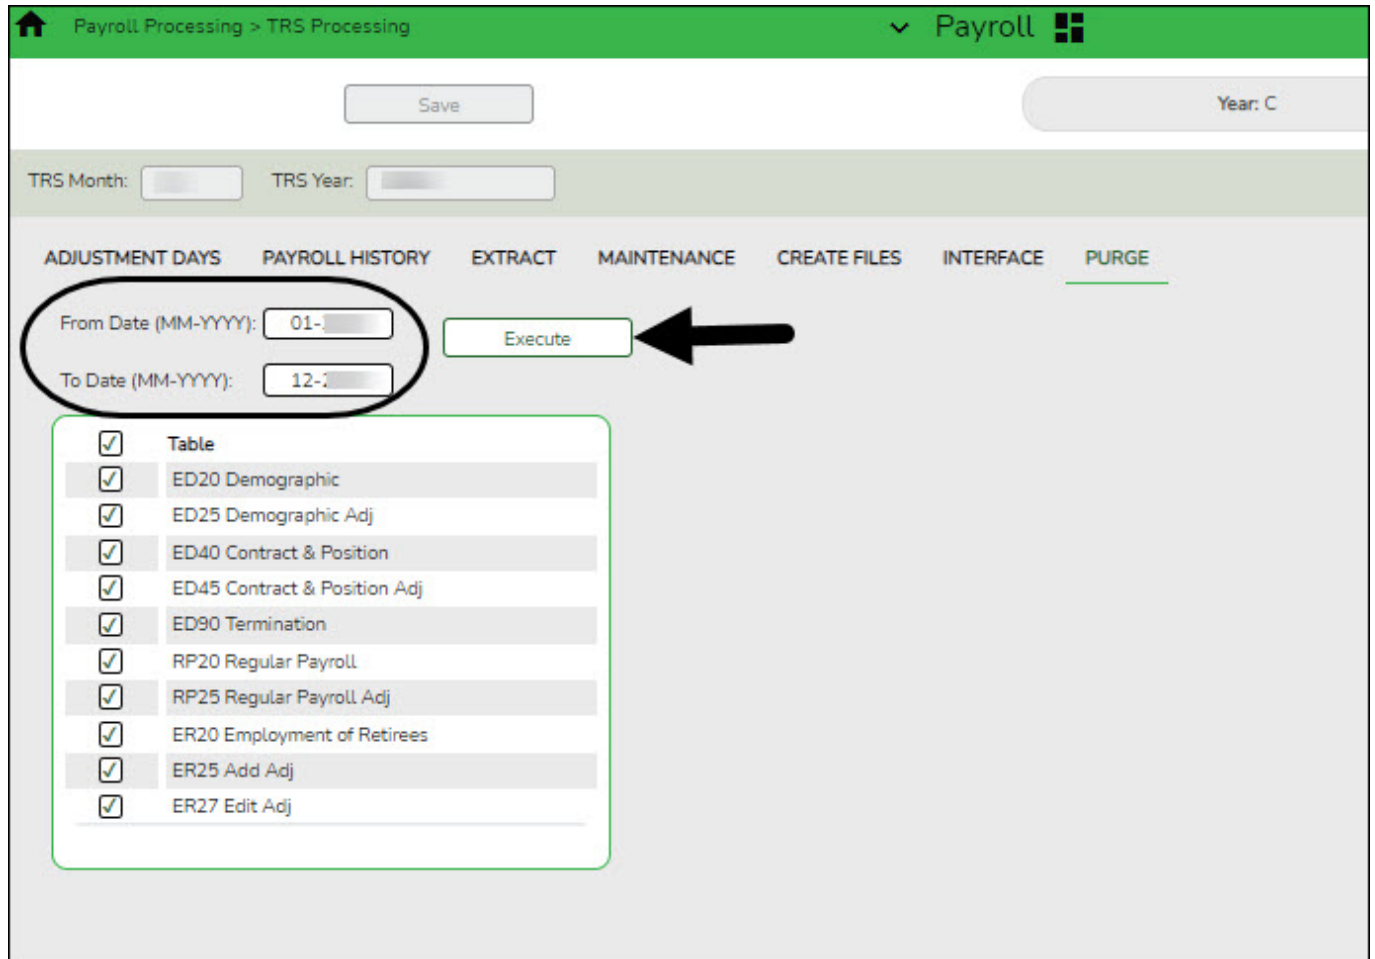 Payroll Processing > TRS Processing
Payroll
Save
Year: C
TRS Month:
TRS Year:
ADJUSTMENT DAYS PAYROLL HISTORY EXTRACT MAINTENANCE CREATE FILES INTERFACE PURGE
From Date (MM-YYYY): 01-
Execute
To Date (MM-YYYY): 12-
Table
ED20 Demographic
ED25 Demographic Adj
ED40 Contract & Position
ED45 Contract & Position Adj
ED90 Termination
RP20 Regular Payroll
RP25 Regular Payroll Adj
ER20 Employment of Retirees
ER25 Add Adj
ER27 Edit Adj